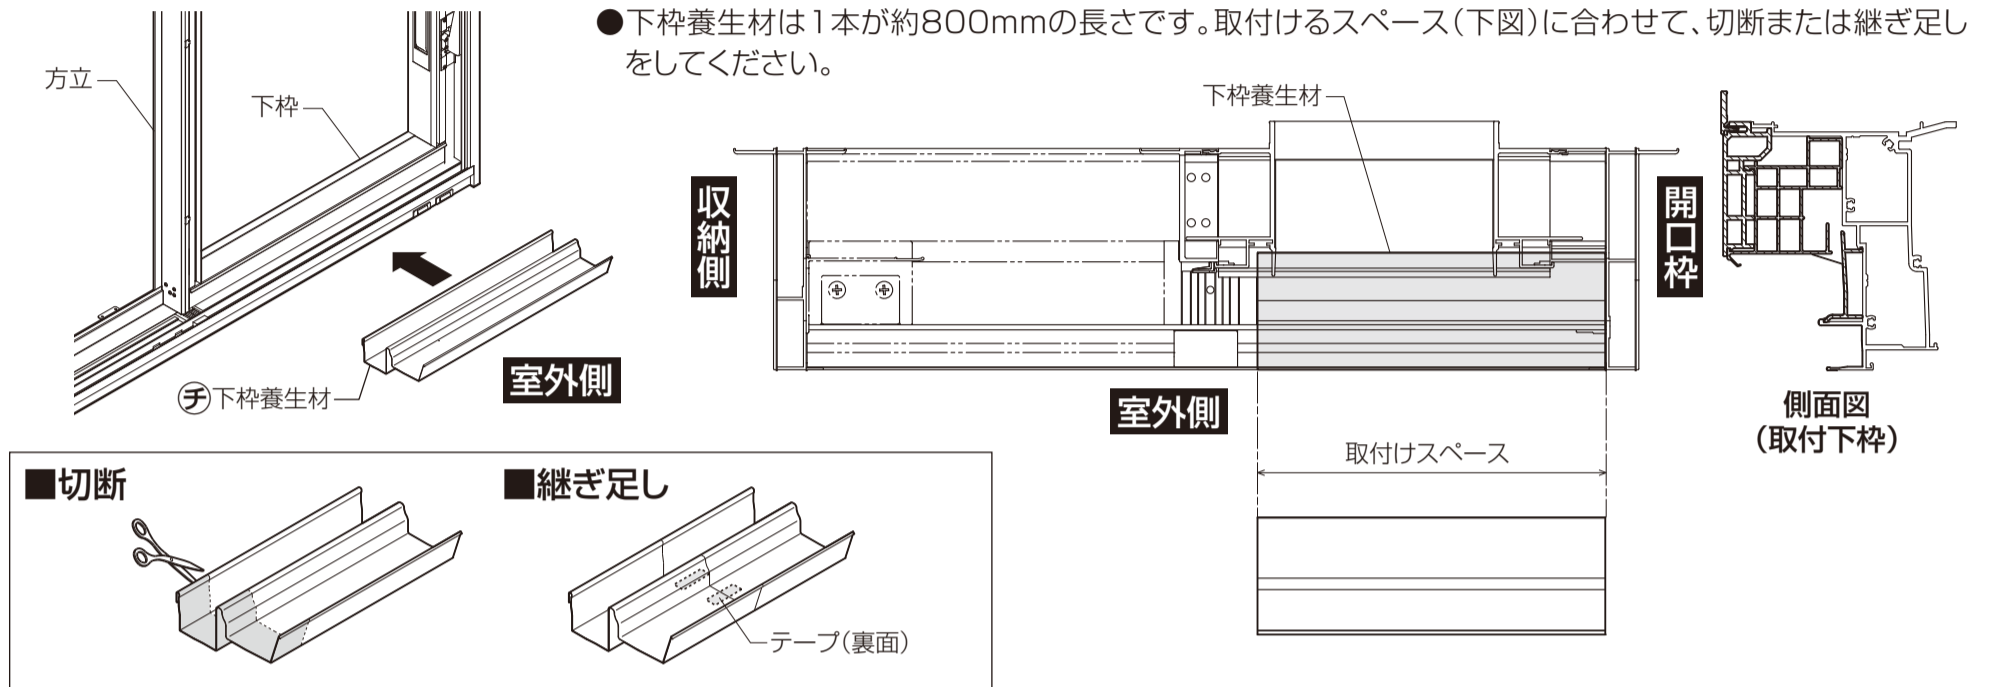 ●下枠養生材は1本が約800mmの長さです。取付けるスペース(下図)に合わせて、切断または継ぎ足し
をしてください。
方立
下枠
㋠下枠養生材
室外側
下枠養生材
収納側
開口枠
室外側
取付けスペース
側面図
(取付下枠)
■切断
■継ぎ足し
テープ(裏面)